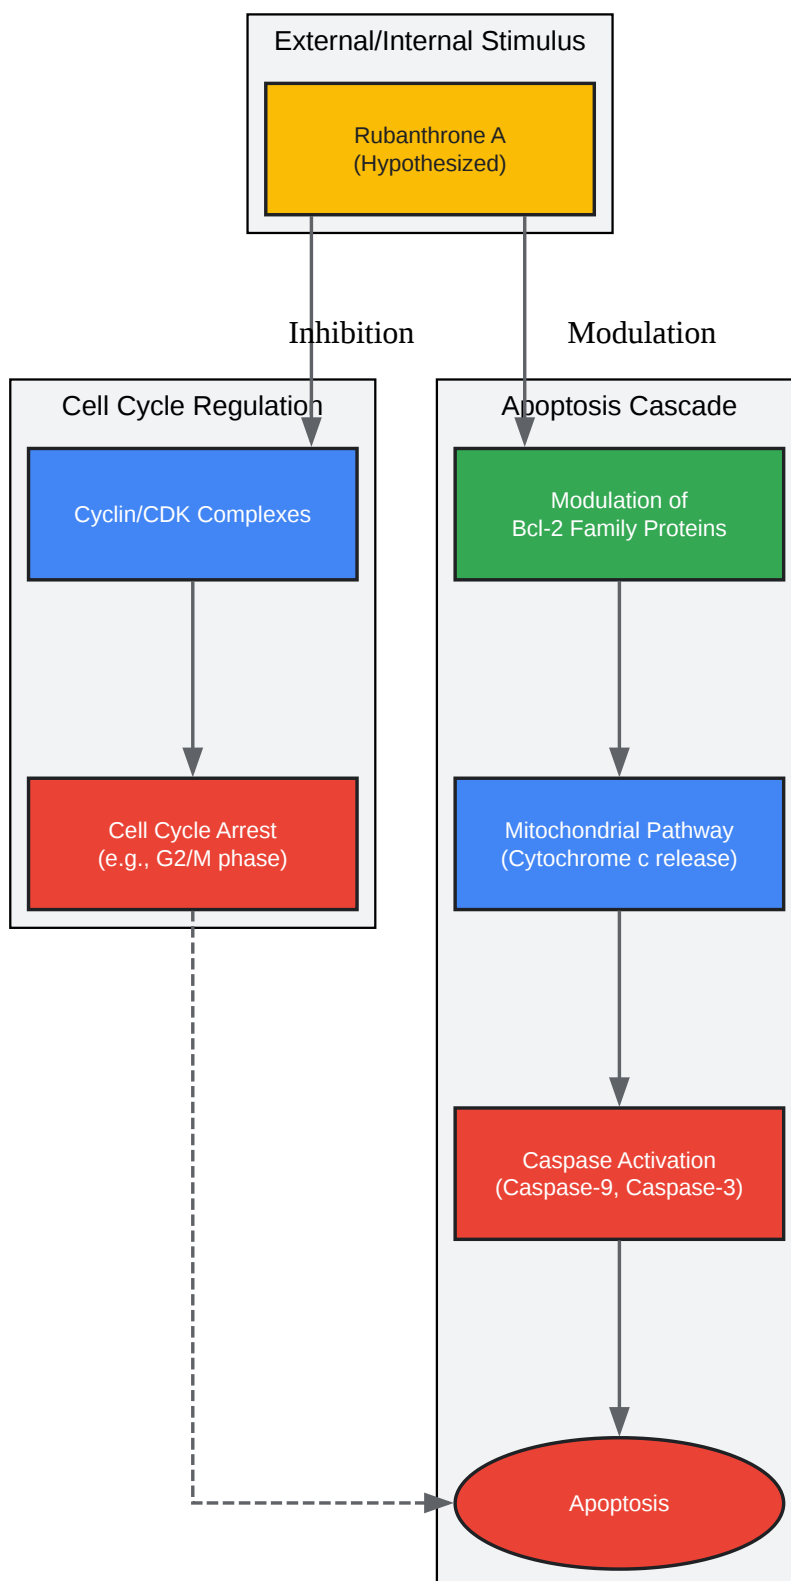 External/Internal Stimulus
Rubanthrone A
(Hypothesized)
Inhibition
Modulation
Cell Cycle Regulation
Cyclin/CDK Complexes
Cell Cycle Arrest
(e.g., G2/M phase)
Apoptosis Cascade
Modulation of
Bcl-2 Family Proteins
Mitochondrial Pathway
(Cytochrome c release)
Caspase Activation
(Caspase-9, Caspase-3)
Apoptosis